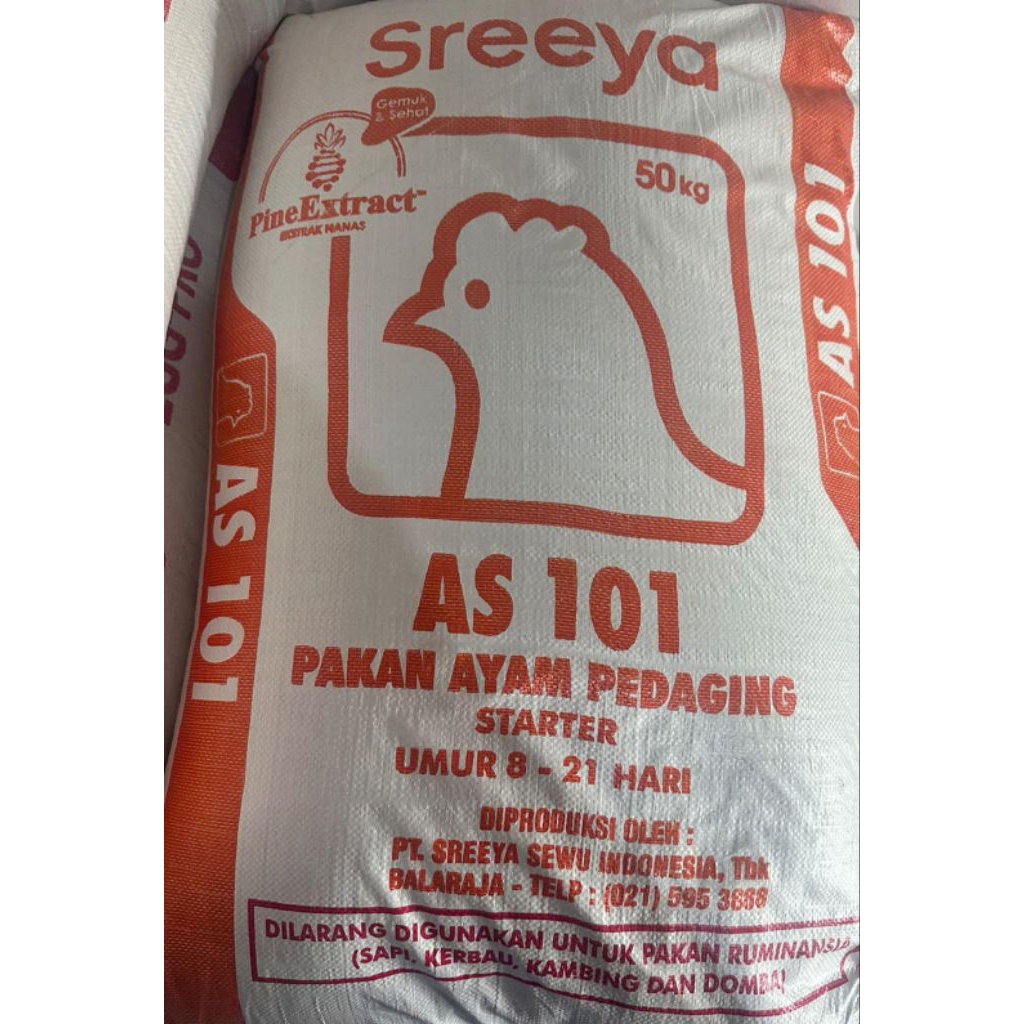 Sreeya
Gemuk
& Sehat
50kg
PineExtract™
EKSTRAK NANAS
AS 101
AS 101
AS 101
PAKAN AYAM PEDAGING
STARTER
UMUR 8 - 21 HARI
DIPRODUKSI OLEH :
PT. SREEYA SEWU INDONESIA, Tbk
BALARAJA - TELP : (021) 595 3888
DILARANG DIGUNAKAN UNTUK PAKAN RUMINANSIA
(SAPI, KERBAU, KAMBING DAN DOMBA)